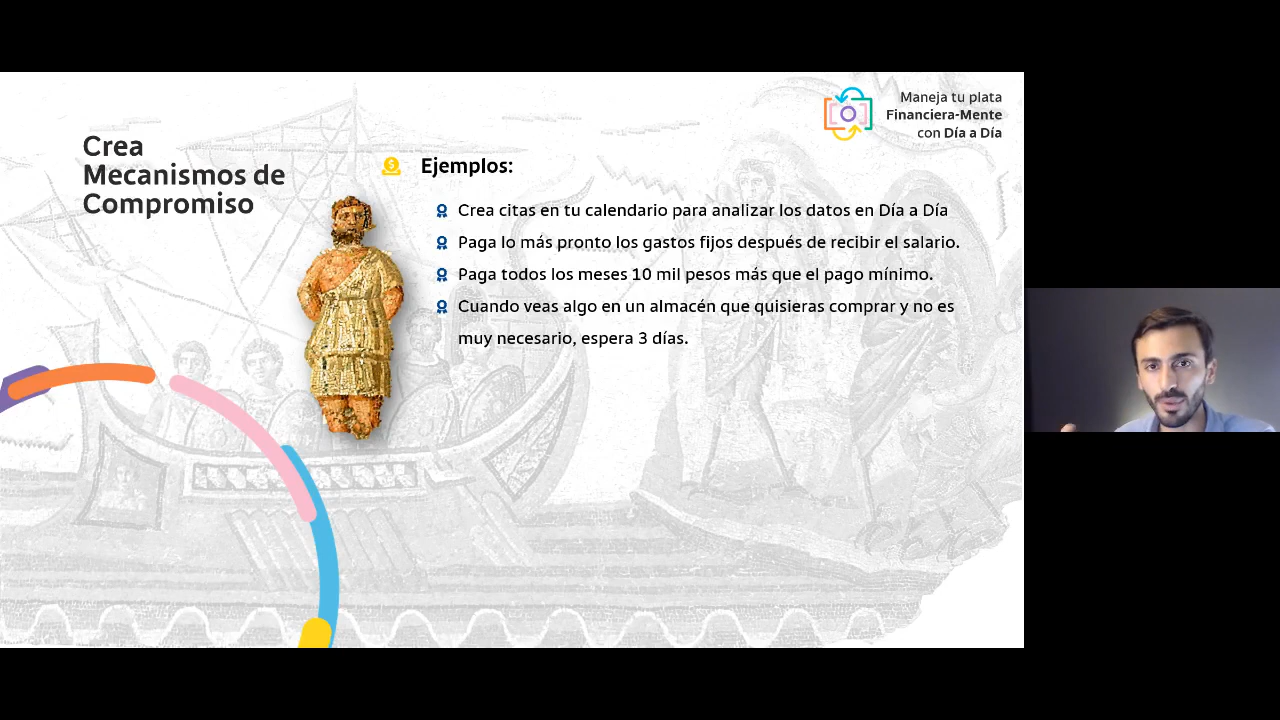 Maneja tu plata
Financiera-Mente
con Día a Día
Crea
Mecanismos de
Compromiso
Ejemplos:
Crea citas en tu calendario para analizar los datos en Día a Día
Paga lo más pronto los gastos fijos después de recibir el salario.
Paga todos los meses 10 mil pesos más que el pago mínimo.
Cuando veas algo en un almacén que quisieras comprar y no es
muy necesario, espera 3 días.